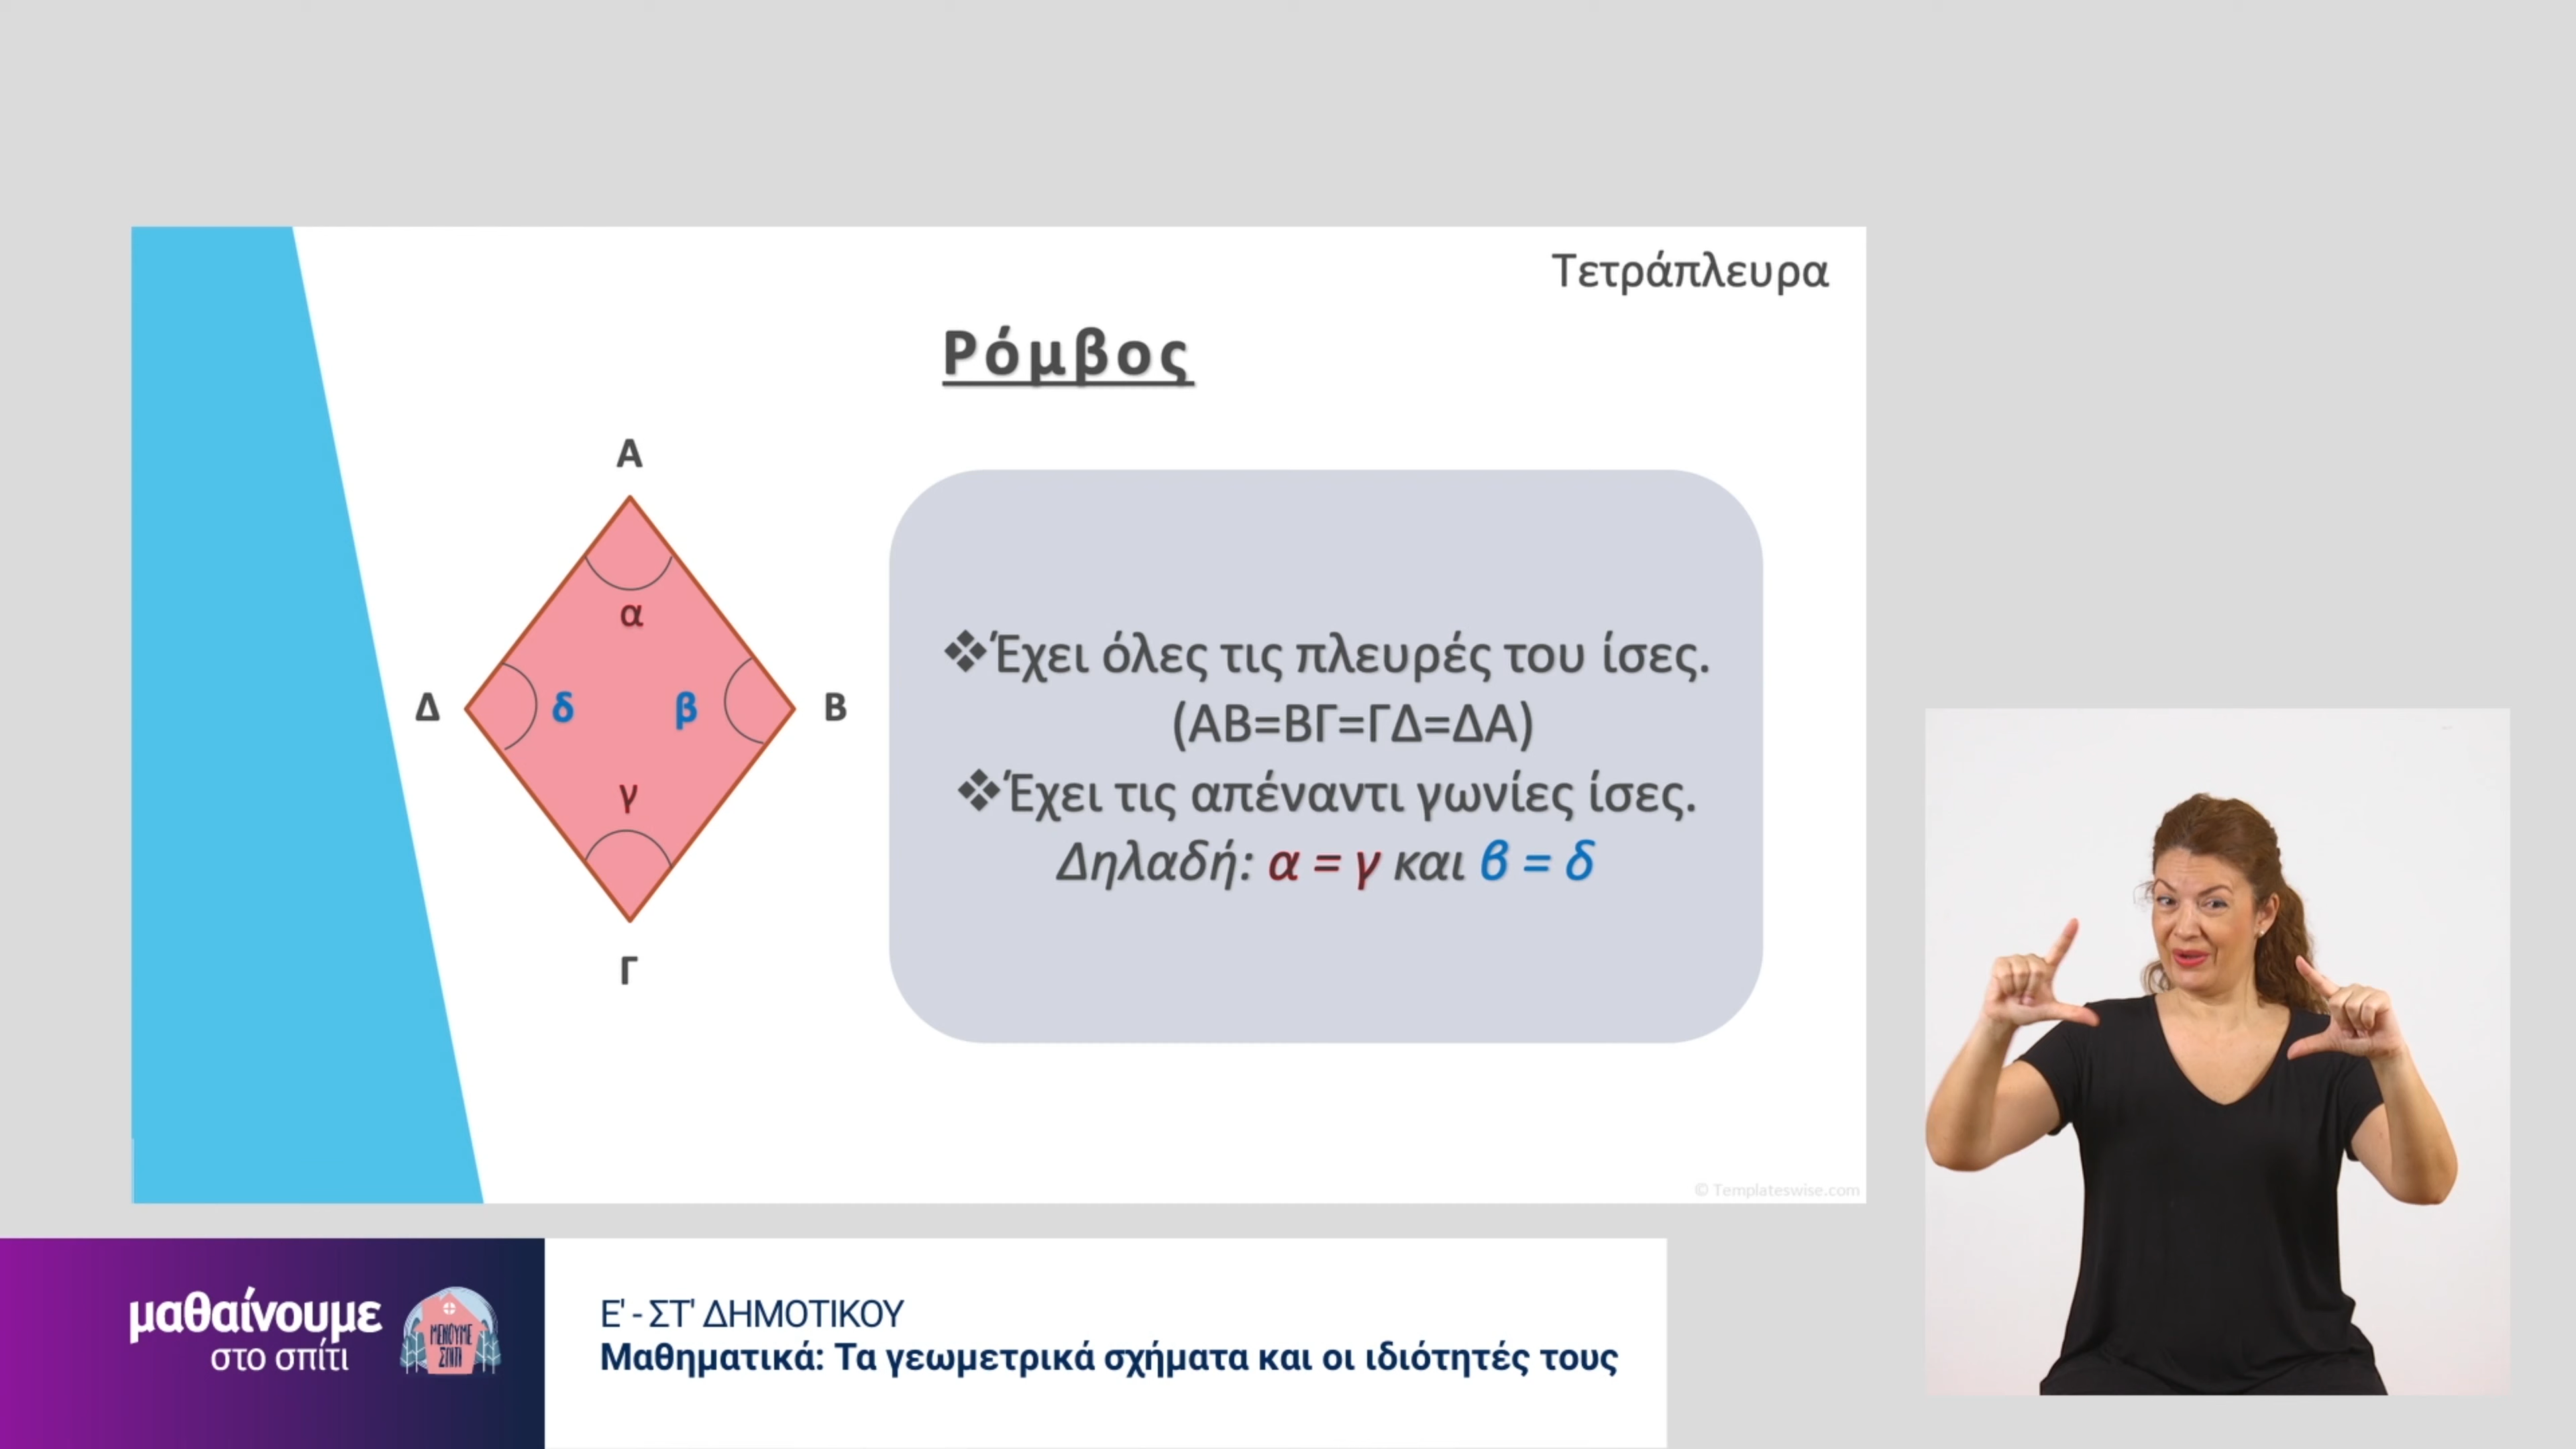 Τετράπλευρα
Ρόμβος
Α
α
Δ
δ
β
Β
γ
Γ
❖Έχει όλες τις πλευρές του ίσες.
(ΑΒ=ΒΓ=ΓΔ=ΔΑ)
❖Έχει τις απέναντι γωνίες ίσες.
Δηλαδή: α = γ και β = δ
© Templateswise.com
μαθαίνουμε
στο σπίτι
ΜΕΝΟΥΜΕ
ΣΠΙΤΙ
Ε' - ΣΤ' ΔΗΜΟΤΙΚΟΥ
Μαθηματικά: Τα γεωμετρικά σχήματα και οι ιδιότητές τους